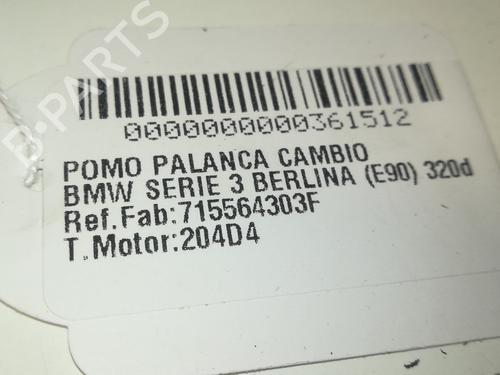 B-PARTS
0000000000361512
POMO PALANCA CAMBIO
BMW SERIE 3 BERLINA (E90) 320d
Ref.Fab:715564303F
T.Motor:204D4